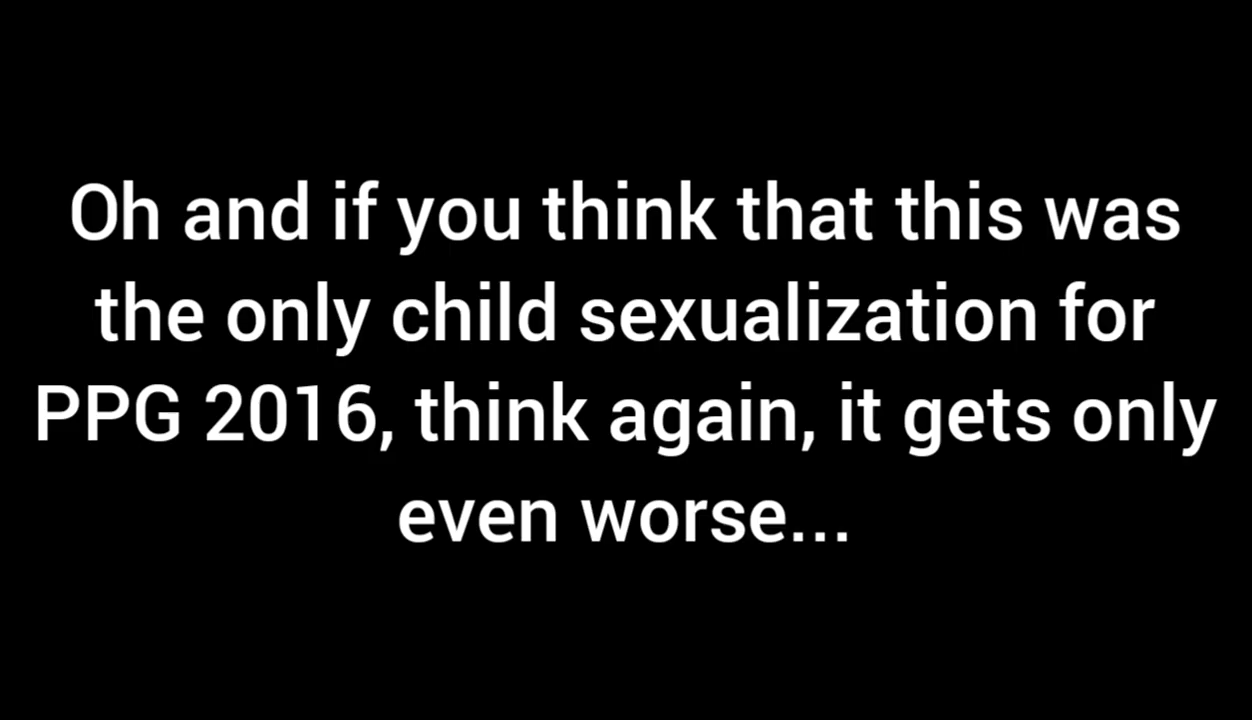 Oh and if you think that this was
the only child sexualization for
PPG 2016, think again, it gets only
even worse...